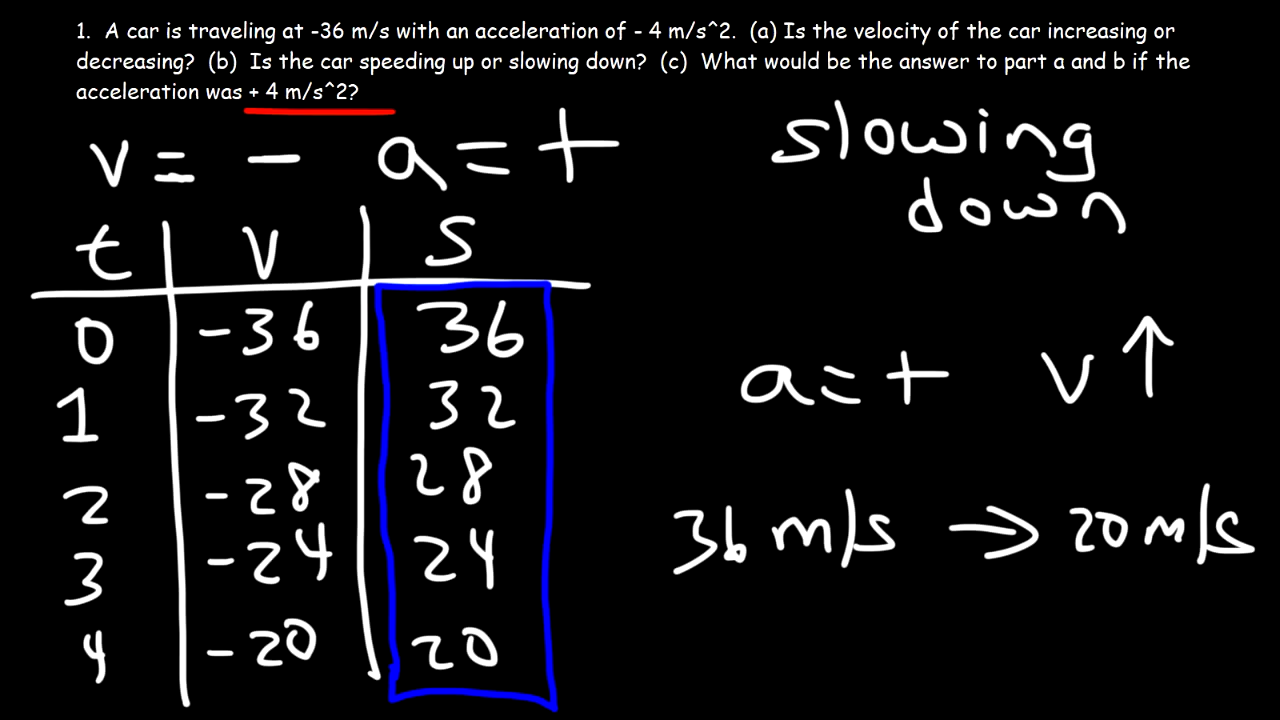 1. A car is traveling at -36 m/s with an acceleration of - 4 m/s^2. (a) Is the velocity of the car increasing or
decreasing? (b) Is the car speeding up or slowing down? (c) What would be the answer to part a and b if the
acceleration was + 4 m/s^2?
v = - a = +
slowing
down
t v s
0 -36 36
1 -32 32
2 -28 28
3 -24 24
4 -20 20
a = + v ↑
36 m/s → 20 m/s